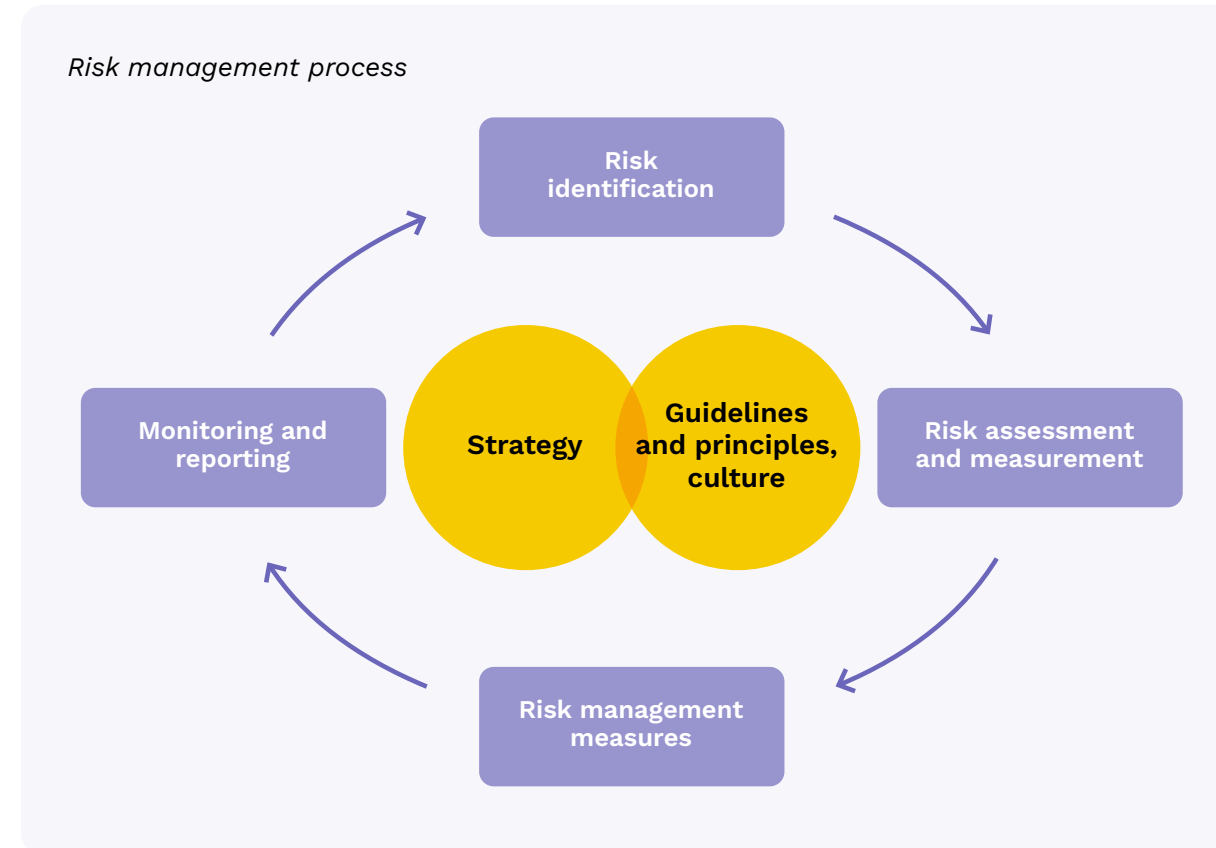 Risk management process
Risk
identification
Monitoring and
reporting
Strategy
Guidelines
and principles,
culture
Risk assessment
and measurement
Risk management
measures